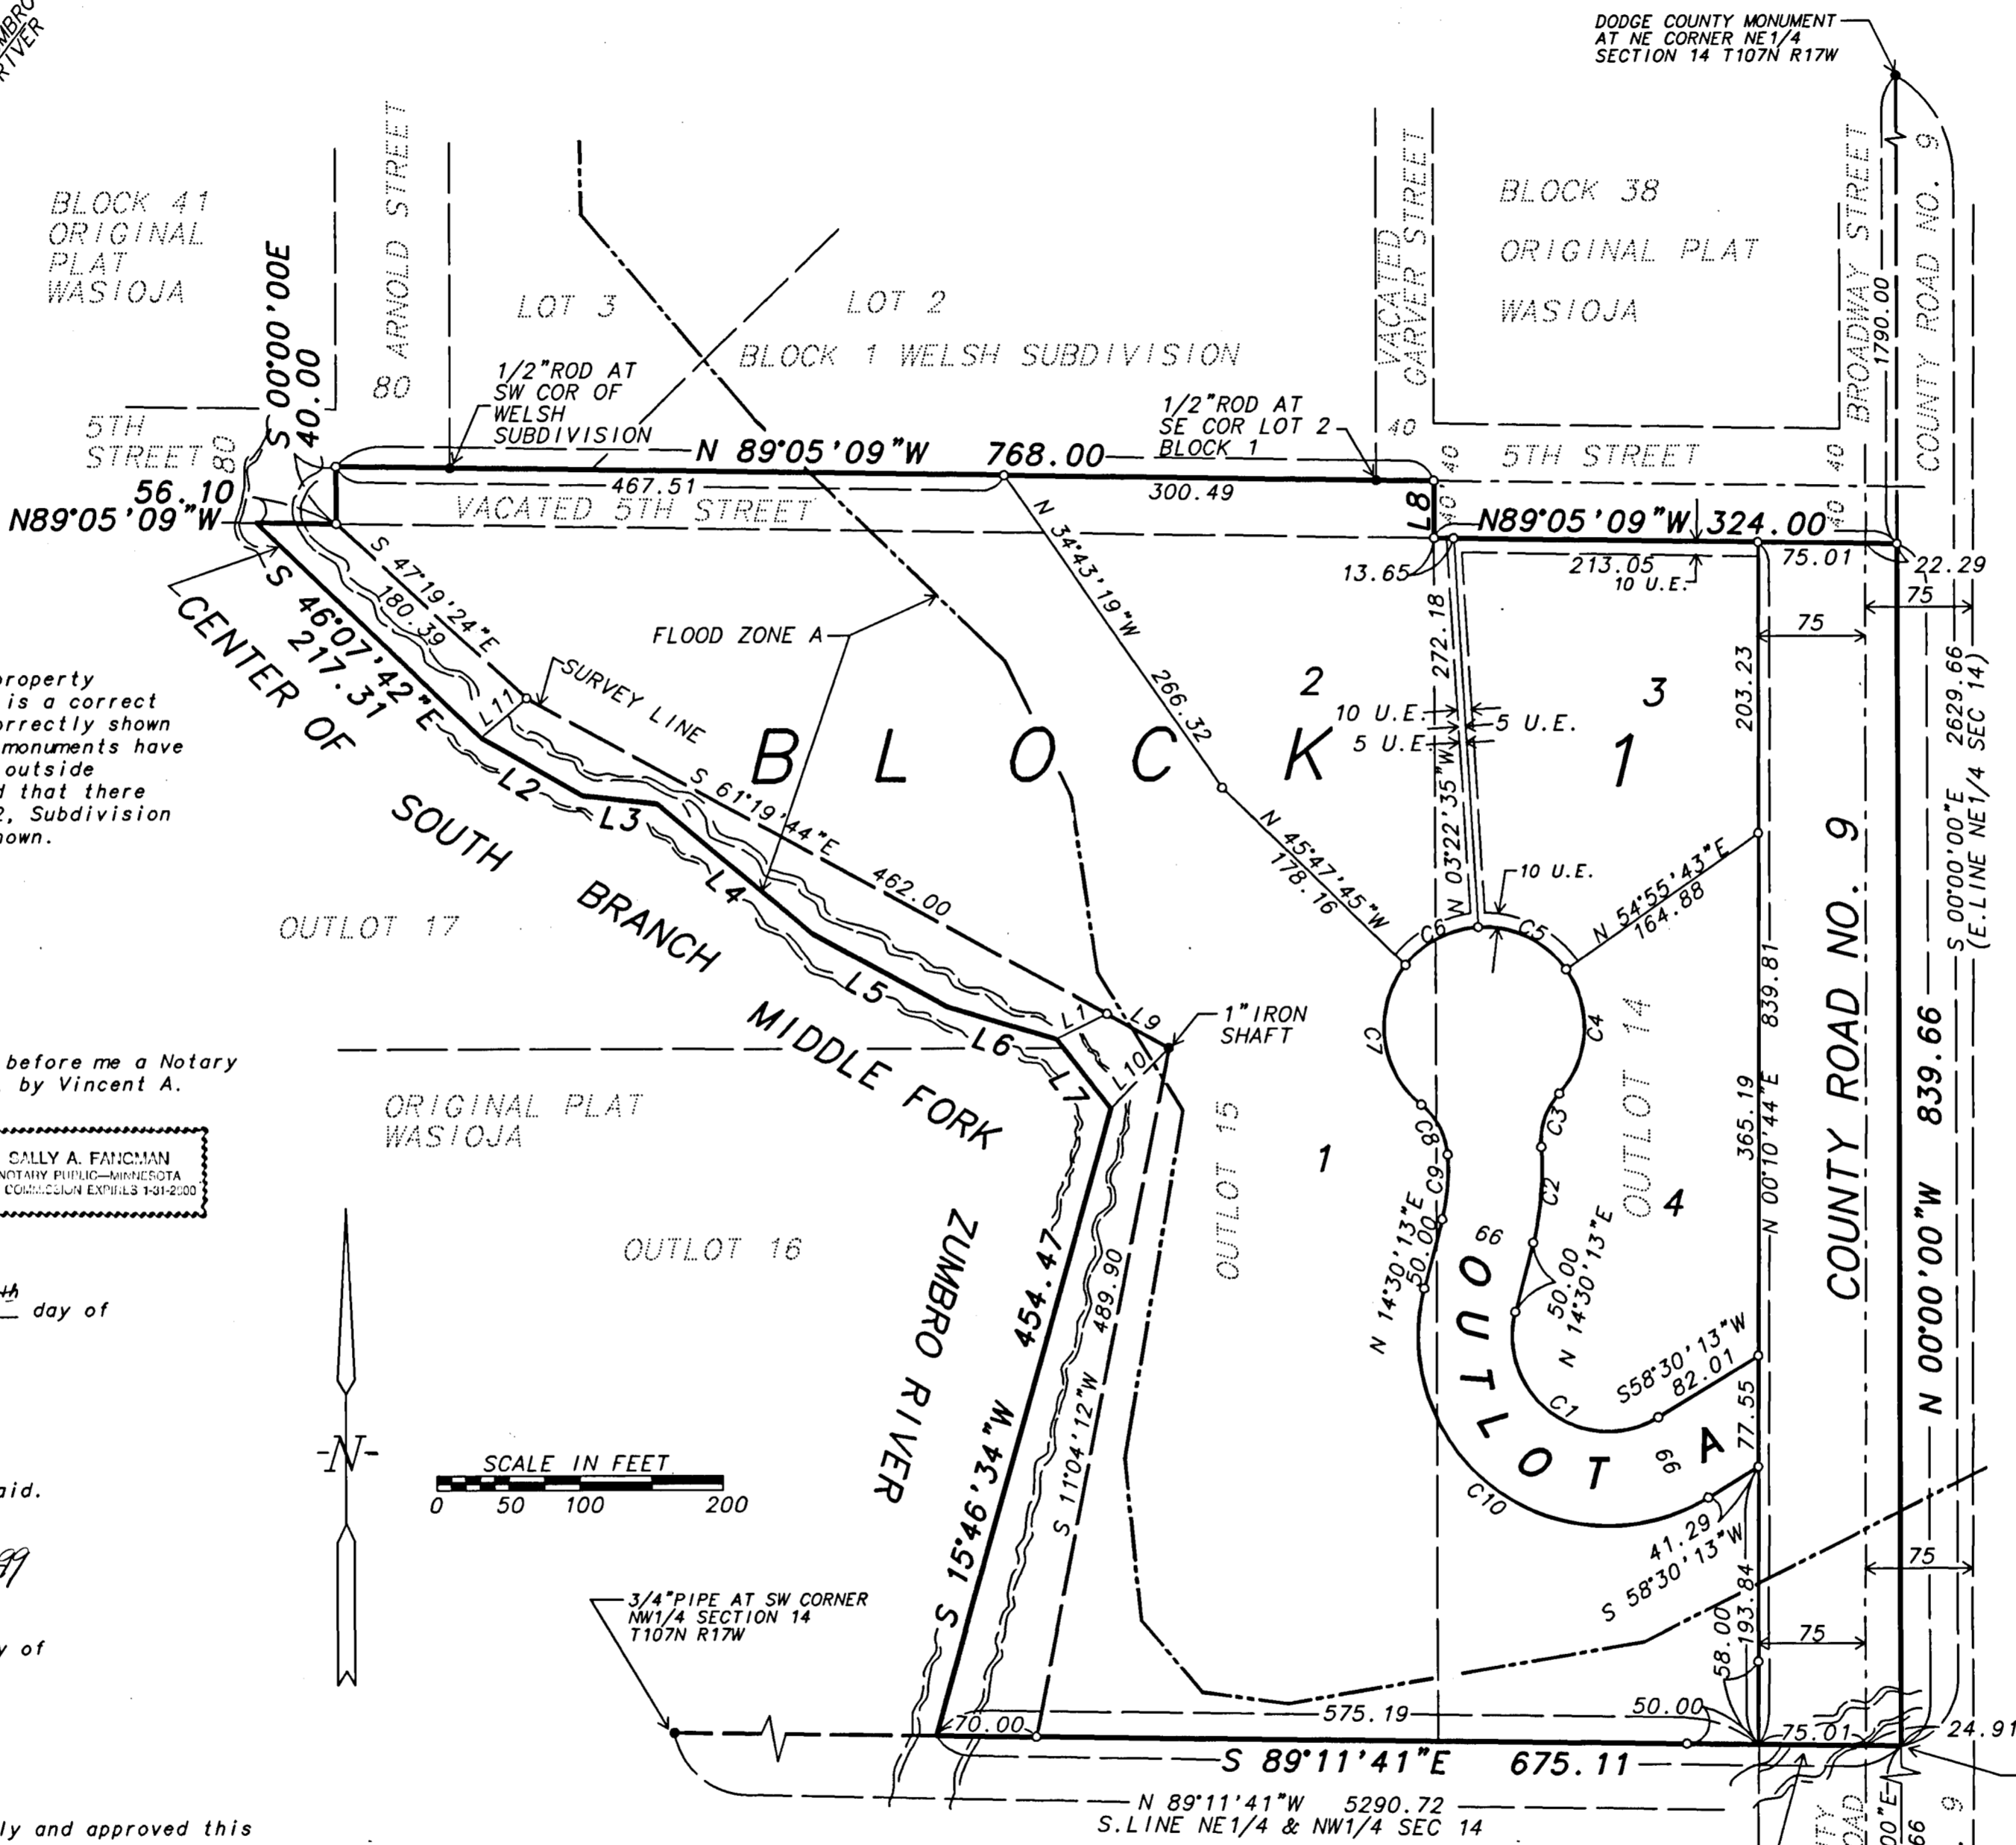 RIVER
DODGE COUNTY MONUMENT
AT NE CORNER NE1/4
SECTION 14 T107N R17W
BLOCK 41
ORIGINAL
PLAT
WASIOJA
S 00°00'00E
40.00
80 ARNOLD STREET
LOT 3
LOT 2
BLOCK 1 WELSH SUBDIVISION
VACATED
GARVER STREET
BLOCK 38
ORIGINAL PLAT
WASIOJA
BROADWAY STREET
1790.00
COUNTY ROAD NO. 9
1/2"ROD AT
SW COR OF
WELSH
SUBDIVISION
1/2"ROD AT
SE COR LOT 2
BLOCK 1
5TH
STREET
80
40
40
40
5TH STREET
N 89°05'09"W 768.00
467.51
300.49
56.10
N89°05'09"W
VACATED 5TH STREET
L8
40
N89°05'09"W 324.00
40
13.65
213.05
10 U.E.
75.01
22.29
75
75
S 47°19'24"E
180.39
S 46°07'42"E
217.31
N 34°43'19"W
266.32
272.18
N 03°22'35"W
203.23
S 00°00'00"E 2629.66
(E.LINE NE1/4 SEC 14)
CENTER OF
SOUTH BRANCH
MIDDLE FORK
ZUMBRO RIVER
FLOOD ZONE A
SURVEY LINE
L11
2
3
10 U.E.
5 U.E.
5 U.E.
BLOCK 1
roperty
is a correct
orrectly shown
monuments have
outside
d that there
2, Subdivision
hown.
L2
L3
L4
L5
L6
L7
S 61°19'44"E 462.00
N 45°47'45"W
178.16
10 U.E.
N 54°55'43"E
164.88
C6
C5
839.81
COUNTY ROAD NO. 9
OUTLOT 17
L1
L9
L10
1"IRON
SHAFT
C7
C4
OUTLOT 14
before me a Notary
by Vincent A.
ORIGINAL PLAT
WASIOJA
OUTLOT 15
1
C8
C3
C9
C2
365.19
N 00°10'44"E
839.66
SALLY A. FANGMAN
NOTARY PUBLIC—MINNESOTA
COMMISSION EXPIRES 1-31-2000
4
OUTLOT 16
N 14°30'13"E
50.00
66
50.00
N 14°30'13"E
N 00°00'00"W
th
day of
454.47
489.90
OUTLOT A
S58°30'13"W
82.01
C1
77.55
66
-N-
SCALE IN FEET
0 50 100 200
S 15°46'34"W
S 11°04'12"W
C10
41.29
S 58°30'13"W
aid.
99
75
3/4"PIPE AT SW CORNER
NW1/4 SECTION 14
T107N R17W
193.84
58.00
75
y of
70.00
575.19
50.00
75.01
24.91
S 89°11'41"E 675.11
N 89°11'41"W 5290.72
S.LINE NE1/4 & NW1/4 SEC 14
ly and approved this
00"E
66
9